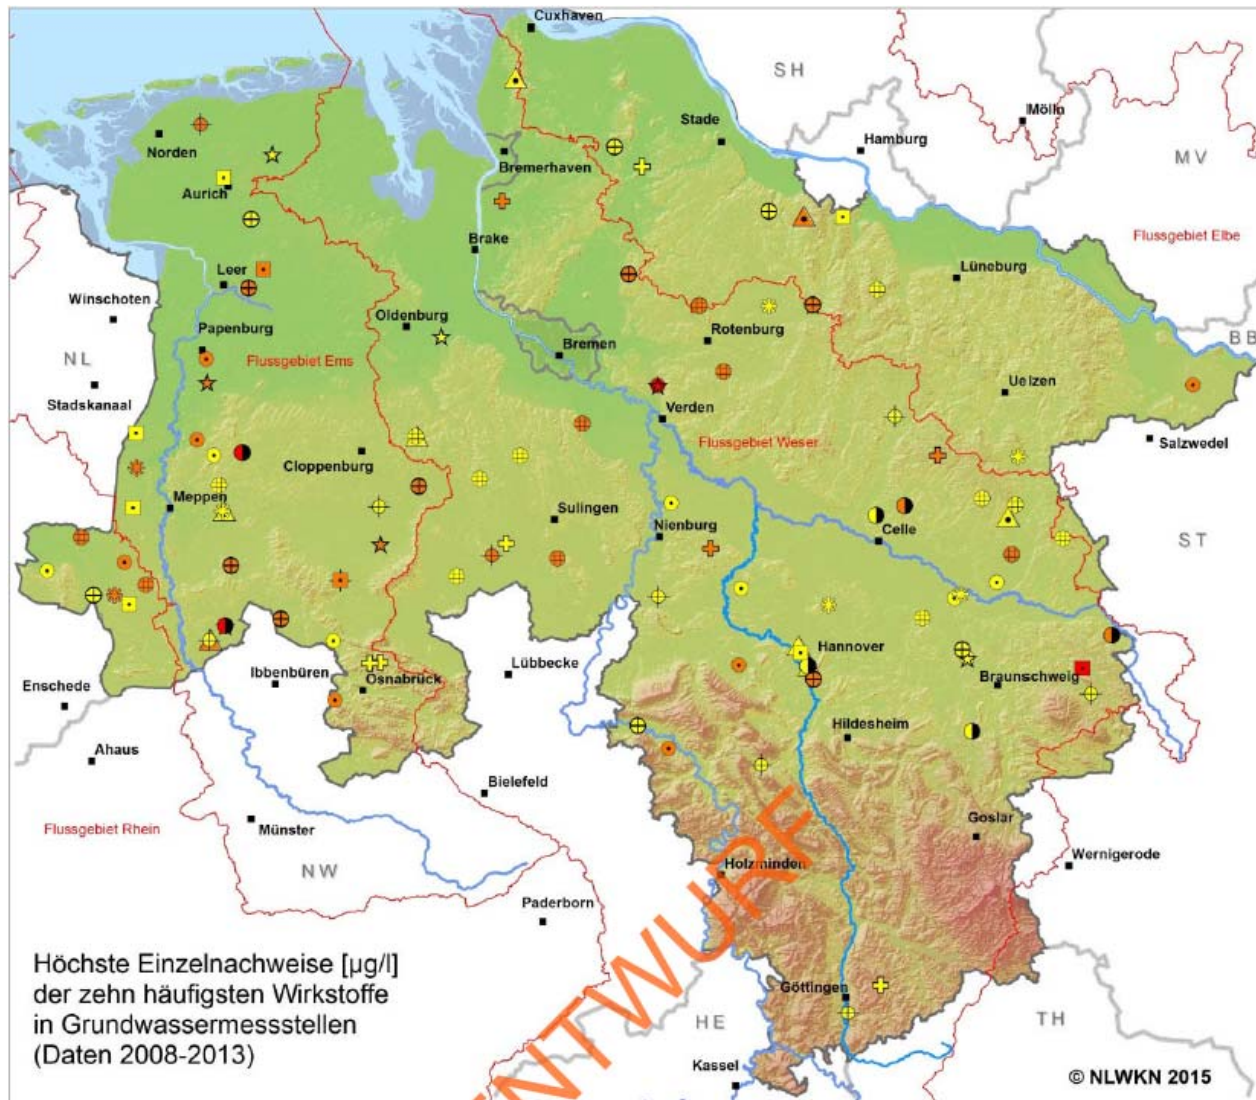 Cuxhaven
SH
Mölln
Stade
Hamburg
Norden
Bremerhaven
MV
Aurich
Flussgebiet Elbe
Brake
Leer
Lüneburg
Winschoten
Oldenburg
Papenburg
Rotenburg
BB
Bremen
NL
Flussgebiet Ems
Uelzen
Stadskanaal
Verden
Flussgebiet Weser
Salzwedel
Cloppenburg
Meppen
Sulingen
Nienburg
Celle
ST
Hannover
Ibbenbüren
Lübbecke
Enschede
Osnabrück
Braunschweig
Hildesheim
Ahaus
Bielefeld
Flussgebiet Rhein
Münster
Goslar
Wernigerode
NW
Holzminden
Paderborn
ENTWURF
Höchste Einzelnachweise [µg/l]
der zehn häufigsten Wirkstoffe
in Grundwassermessstellen
(Daten 2008-2013)
Göttingen
HE
TH
Kassel
© NLWKN 2015